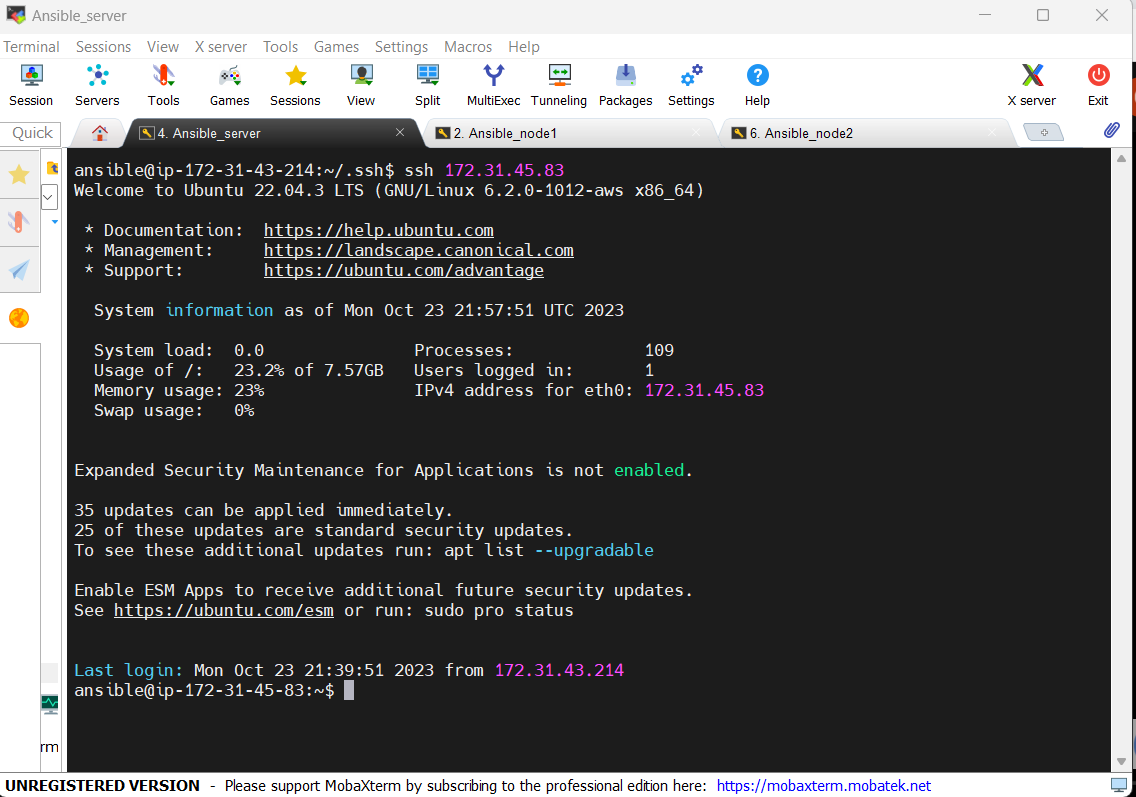 Ansible_server
Terminal Sessions View X server Tools Games Settings Macros Help
Session Servers Tools Games Sessions View Split MultiExec Tunneling Packages Settings Help X server Exit
Quick 4. Ansible_server 2. Ansible_node1 6. Ansible_node2
ansible@ip-172-31-43-214:~/.ssh$ ssh 172.31.45.83
Welcome to Ubuntu 22.04.3 LTS (GNU/Linux 6.2.0-1012-aws x86_64)
* Documentation: https://help.ubuntu.com
* Management: https://landscape.canonical.com
* Support: https://ubuntu.com/advantage
System information as of Mon Oct 23 21:57:51 UTC 2023
System load: 0.0 Processes: 109
Usage of /: 23.2% of 7.57GB Users logged in: 1
Memory usage: 23% IPv4 address for eth0: 172.31.45.83
Swap usage: 0%
Expanded Security Maintenance for Applications is not enabled.
35 updates can be applied immediately.
25 of these updates are standard security updates.
To see these additional updates run: apt list --upgradable
Enable ESM Apps to receive additional future security updates.
See https://ubuntu.com/esm or run: sudo pro status
Last login: Mon Oct 23 21:39:51 2023 from 172.31.43.214
ansible@ip-172-31-45-83:~$
rm
UNREGISTERED VERSION - Please support MobaXterm by subscribing to the professional edition here: https://mobaxterm.mobatek.net